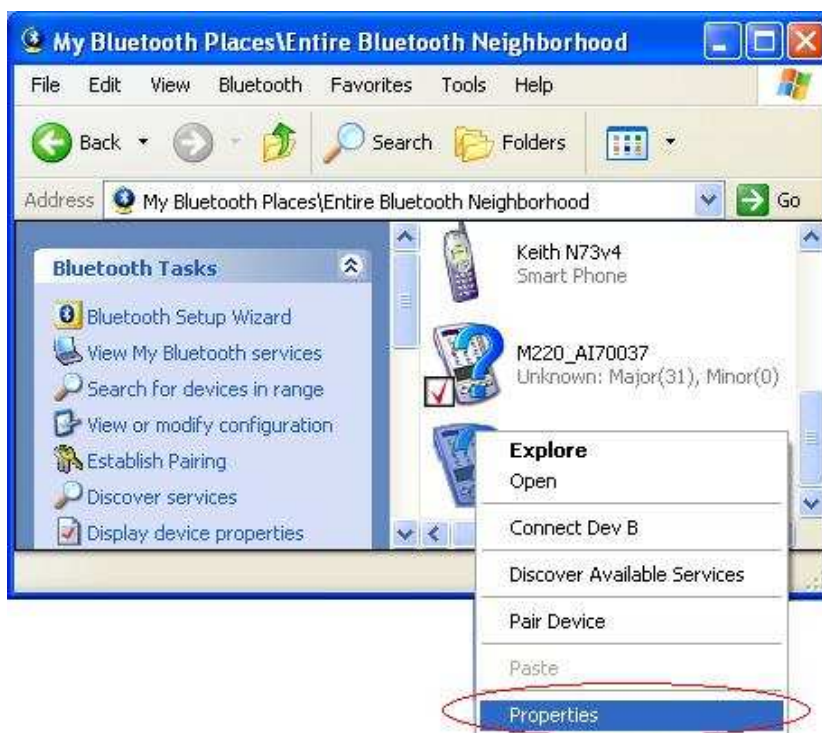 My Bluetooth Places\Entire Bluetooth Neighborhood
File Edit View Bluetooth Favorites Tools Help
Back Search Folders
Address My Bluetooth Places\Entire Bluetooth Neighborhood Go
Bluetooth Tasks
Bluetooth Setup Wizard
View My Bluetooth services
Search for devices in range
View or modify configuration
Establish Pairing
Discover services
Display device properties
Keith N73v4
Smart Phone
M220_AI70037
Unknown: Major(31), Minor(0)
Explore
Open
Connect Dev B
Discover Available Services
Pair Device
Paste
Properties